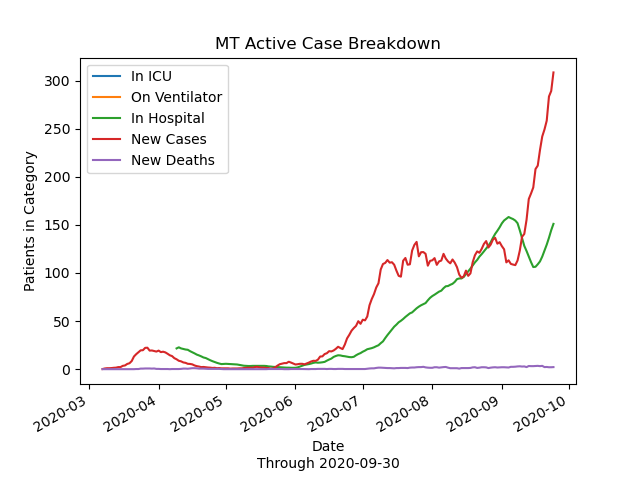 MT Active Case Breakdown
In ICU
On Ventilator
In Hospital
New Cases
New Deaths
Patients in Category
300
250
200
150
100
50
0
2020-03
2020-04
2020-05
2020-06
2020-07
2020-08
2020-09
2020-10
Date
Through 2020-09-30